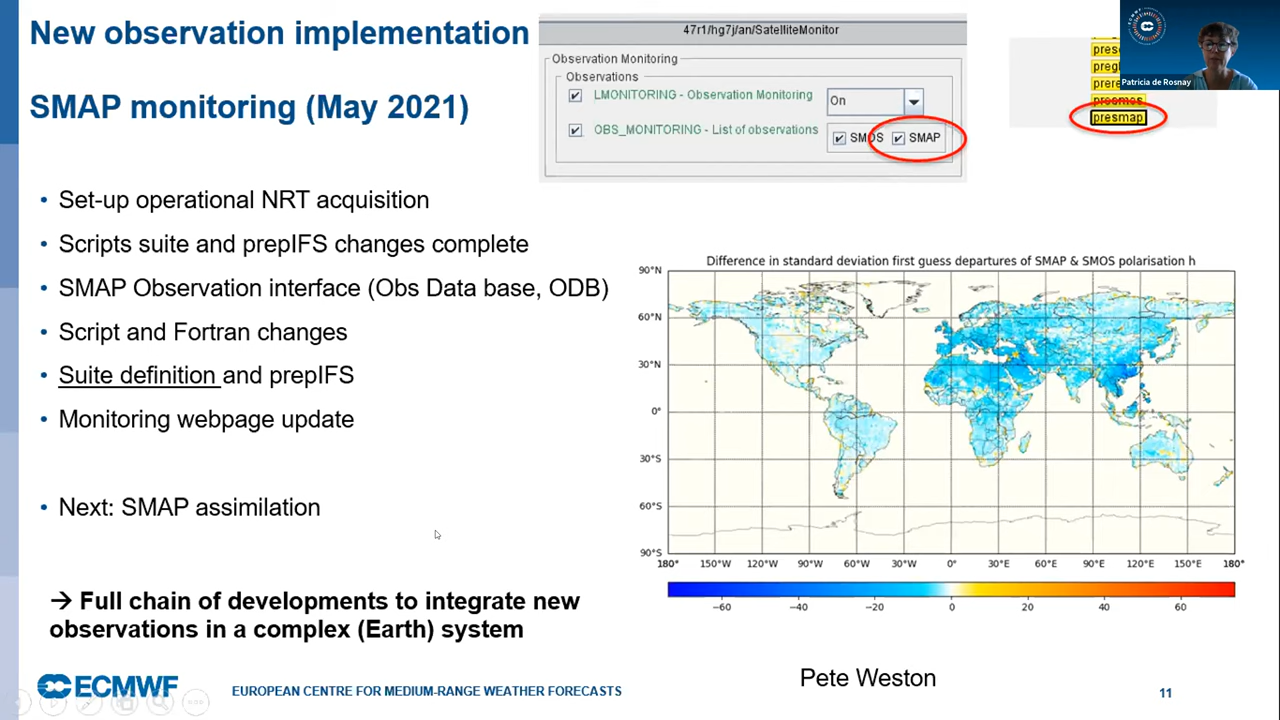 New observation implementation
SMAP monitoring (May 2021)
47r1/hg7j/an/SatelliteMonitor
Observation Monitoring
Observations
LMONITORING - Observation Monitoring
On
OBS_MONITORING - List of observations
SMOS
SMAP
presmap
ECMWF
Patricia de Rosnay
• Set-up operational NRT acquisition
• Scripts suite and prepIFS changes complete
• SMAP Observation interface (Obs Data base, ODB)
• Script and Fortran changes
• Suite definition and prepIFS
• Monitoring webpage update
• Next: SMAP assimilation
→ Full chain of developments to integrate new
observations in a complex (Earth) system
Difference in standard deviation first guess departures of SMAP & SMOS polarisation h
90°N
60°N
30°N
0°
30°S
60°S
90°S
180° 150°W 120°W 90°W 60°W 30°W 0° 30°E 60°E 90°E 120°E 150°E 180°
−60 −40 −20 0 20 40 60
Pete Weston
ECMWF
EUROPEAN CENTRE FOR MEDIUM-RANGE WEATHER FORECASTS
11